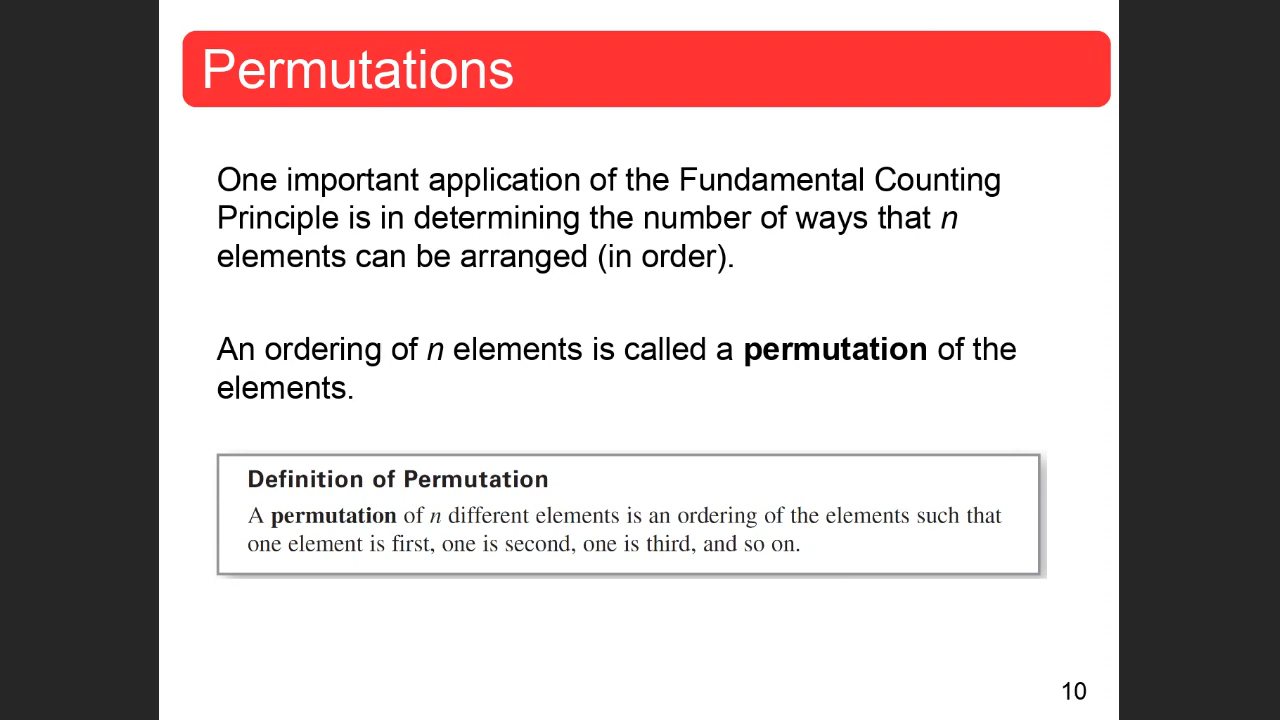 Permutations
One important application of the Fundamental Counting
Principle is in determining the number of ways that n
elements can be arranged (in order).
An ordering of n elements is called a permutation of the
elements.
Definition of Permutation
A permutation of n different elements is an ordering of the elements such that
one element is first, one is second, one is third, and so on.
10